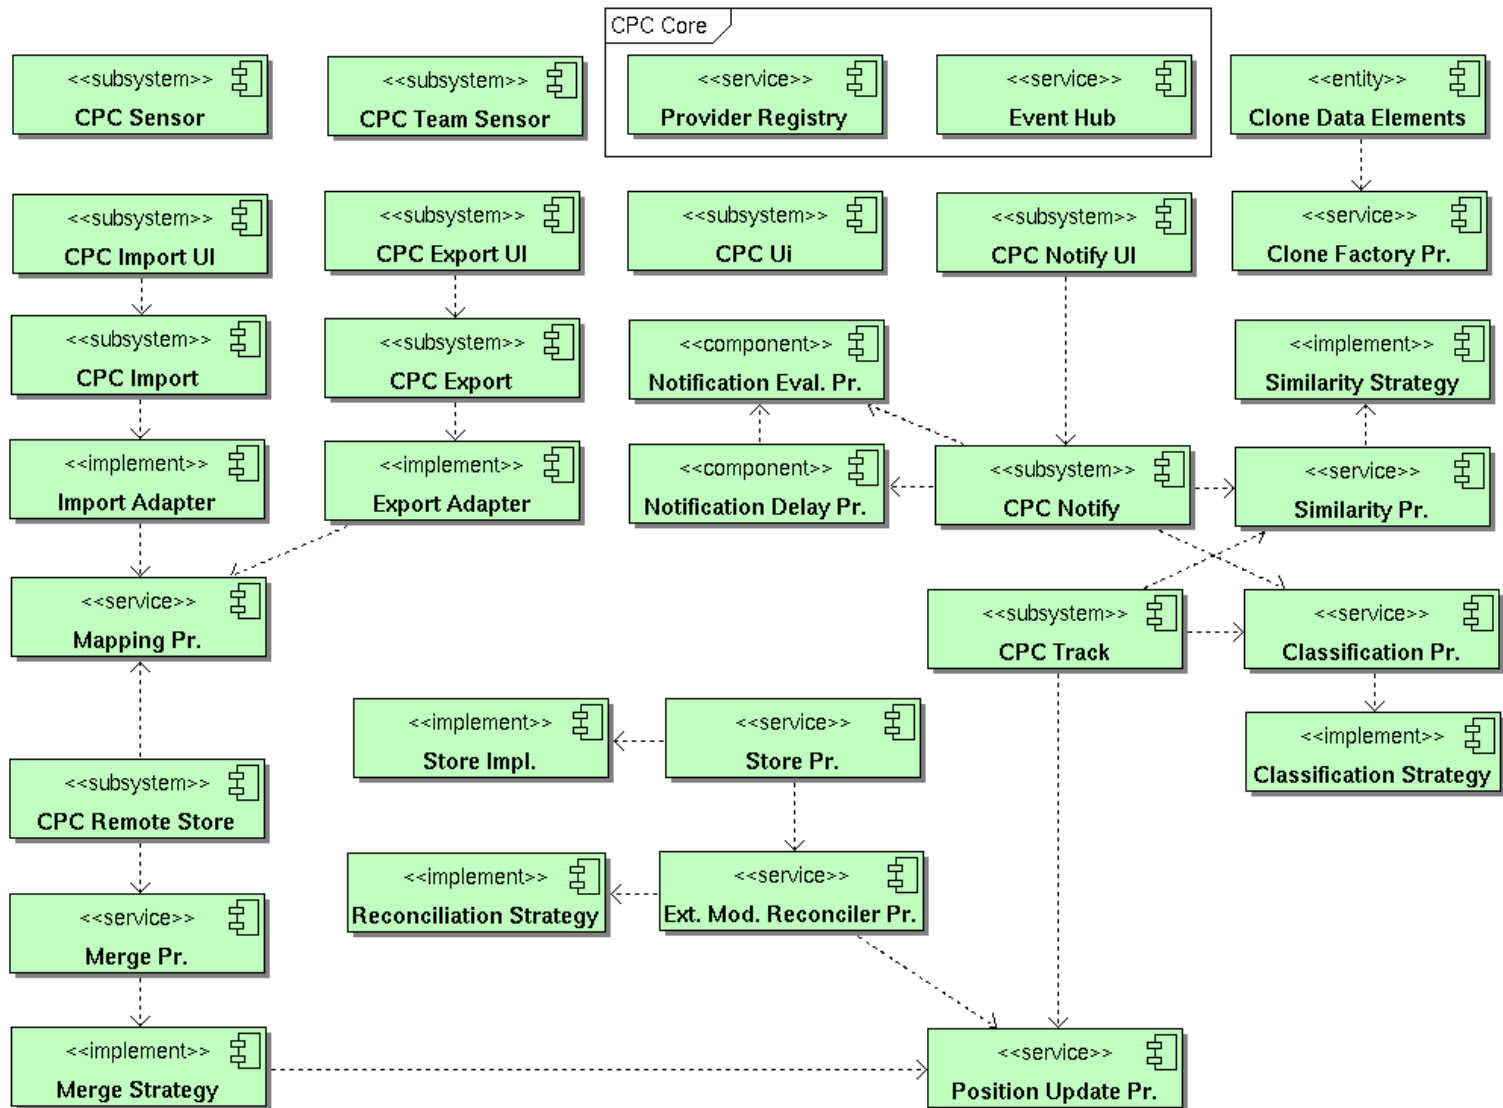 CPC Core
<<subsystem>>
CPC Sensor
<<subsystem>>
CPC Team Sensor
<<service>>
Provider Registry
<<service>>
Event Hub
<<entity>>
Clone Data Elements
<<subsystem>>
CPC Import UI
<<subsystem>>
CPC Export UI
<<subsystem>>
CPC Ui
<<subsystem>>
CPC Notify UI
<<service>>
Clone Factory Pr.
<<subsystem>>
CPC Import
<<subsystem>>
CPC Export
<<component>>
Notification Eval. Pr.
<<implement>>
Similarity Strategy
<<implement>>
Import Adapter
<<implement>>
Export Adapter
<<component>>
Notification Delay Pr.
<<subsystem>>
CPC Notify
<<service>>
Similarity Pr.
<<service>>
Mapping Pr.
<<subsystem>>
CPC Track
<<service>>
Classification Pr.
<<implement>>
Store Impl.
<<service>>
Store Pr.
<<implement>>
Classification Strategy
<<subsystem>>
CPC Remote Store
<<implement>>
Reconciliation Strategy
<<service>>
Ext. Mod. Reconciler Pr.
<<service>>
Merge Pr.
<<implement>>
Merge Strategy
<<service>>
Position Update Pr.